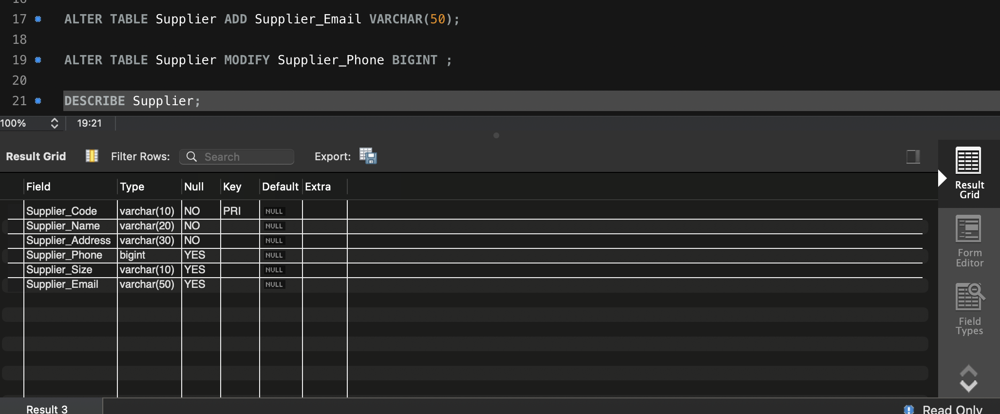 16
17 ALTER TABLE Supplier ADD Supplier_Email VARCHAR(50);
18
19 ALTER TABLE Supplier MODIFY Supplier_Phone BIGINT ;
20
21 DESCRIBE Supplier;
100% 19:21
Result Grid Filter Rows: Search Export:
Field Type Null Key Default Extra
Supplier_Code varchar(10) NO PRI NULL
Supplier_Name varchar(20) NO NULL
Supplier_Address varchar(30) NO NULL
Supplier_Phone bigint YES NULL
Supplier_Size varchar(10) YES NULL
Supplier_Email varchar(50) YES NULL
Result
Grid
Form
Editor
Field
Types
Result 3 Read Only